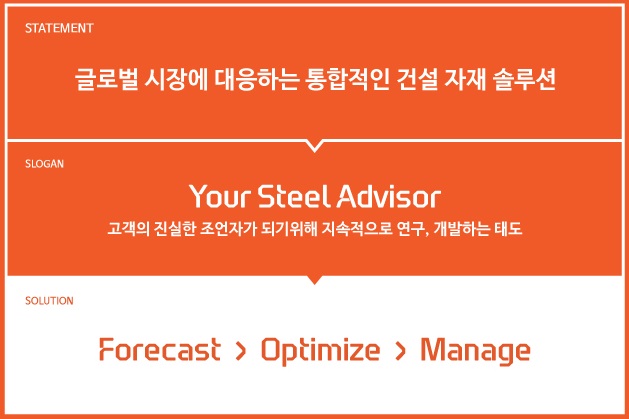 STATEMENT
글로벌 시장에 대응하는 통합적인 건설 자재 솔루션
SLOGAN
Your Steel Advisor
고객의 진실한 조언자가 되기위해 지속적으로 연구, 개발하는 태도
SOLUTION
Forecast > Optimize > Manage